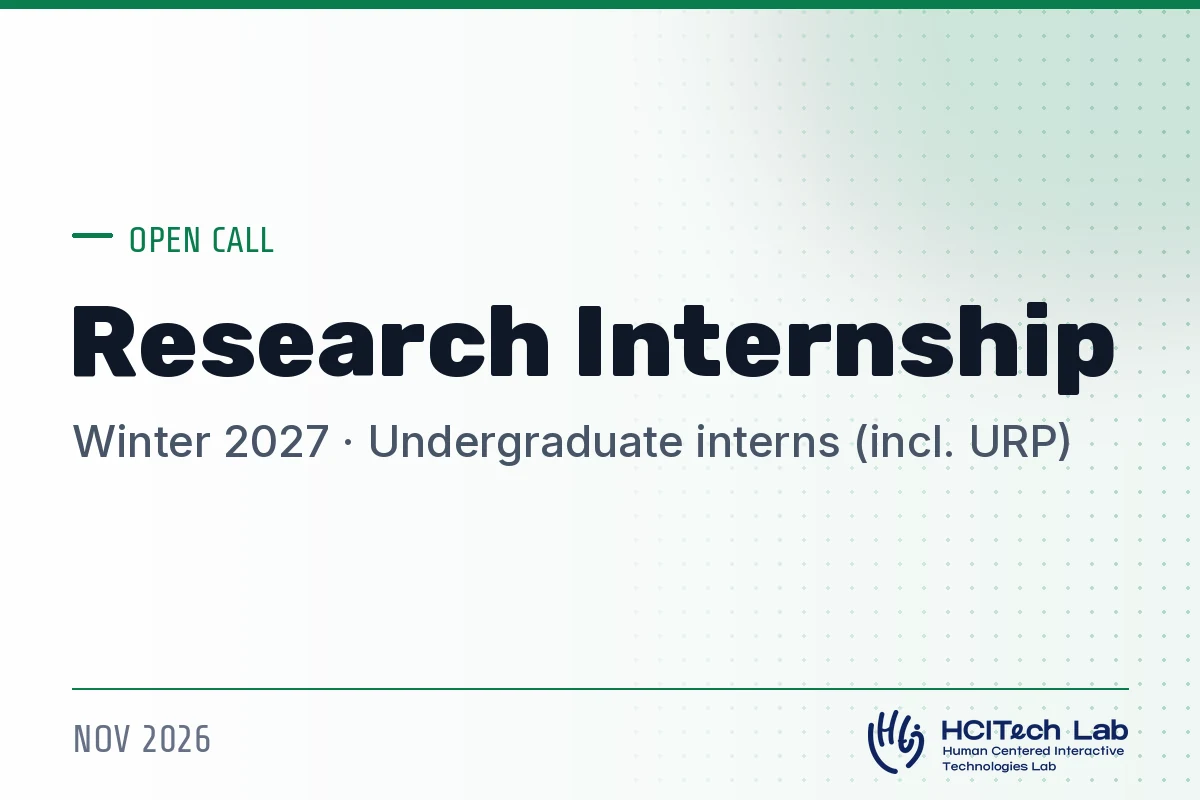 OPEN CALL
Research Internship
Winter 2027 · Undergraduate interns (incl. URP)
NOV 2026
HCITech Lab
Human Centered Interactive
Technologies Lab